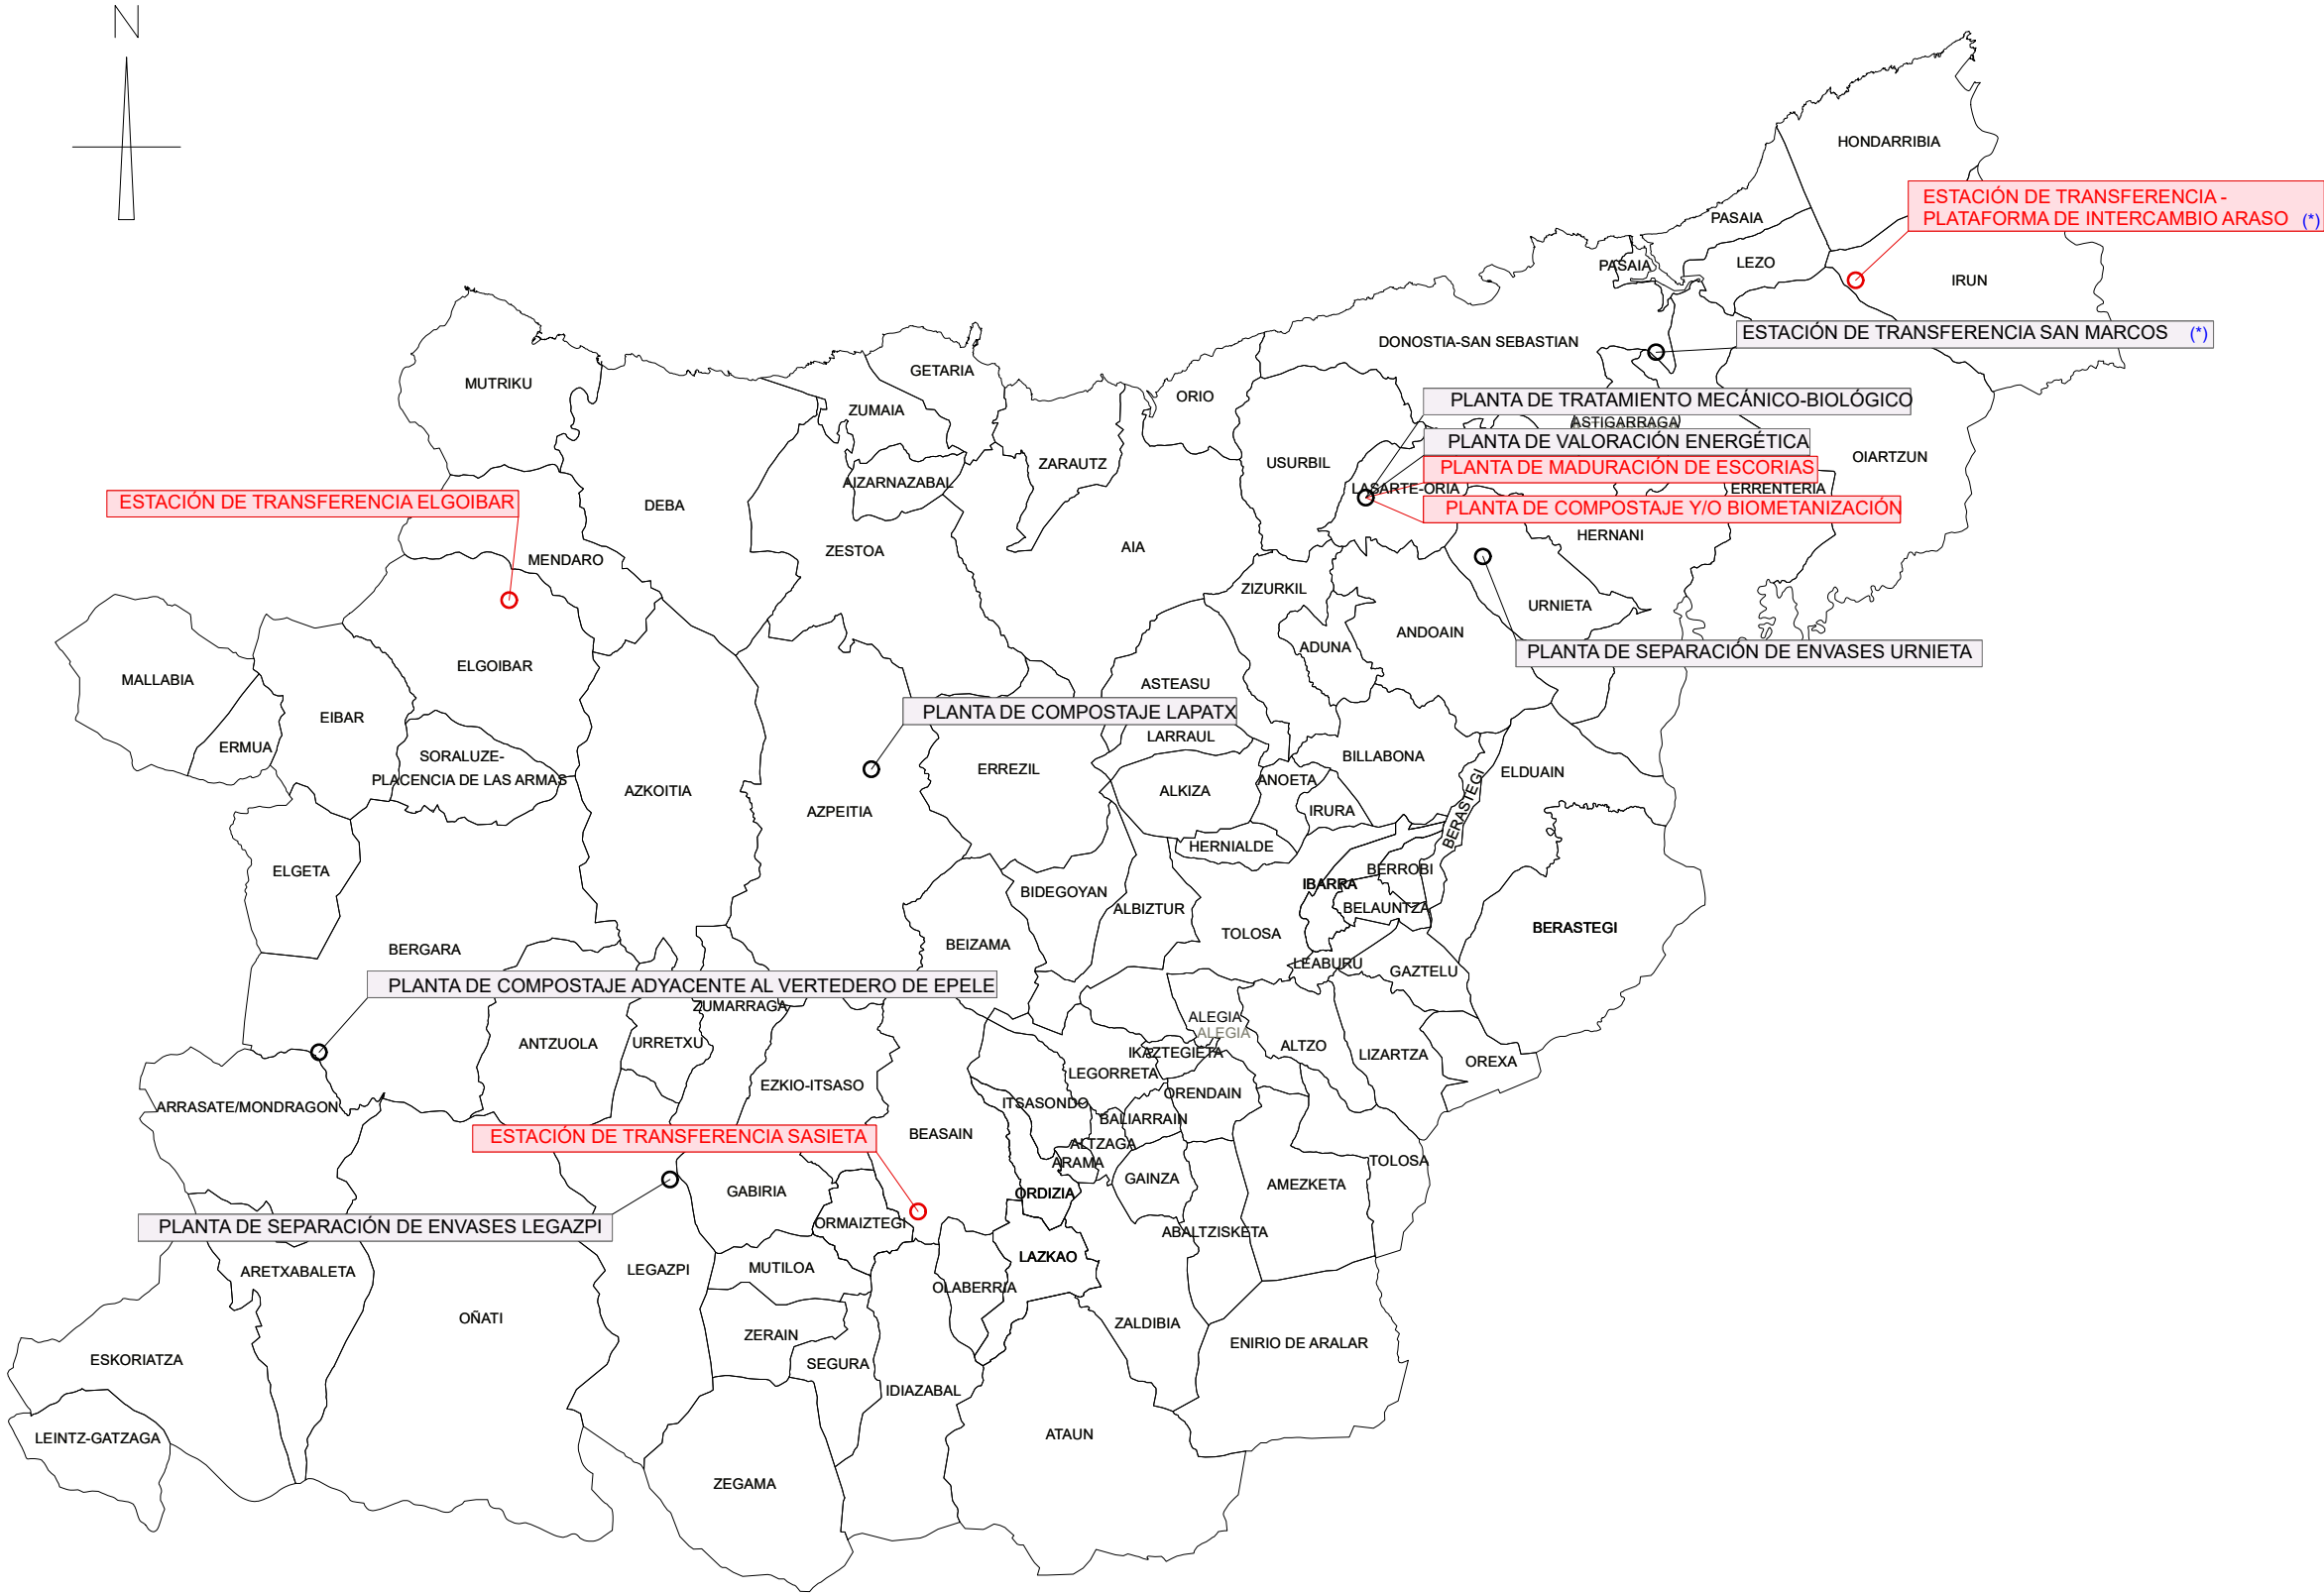 N
HONDARRIBIA
ESTACIÓN DE TRANSFERENCIA -
PLATAFORMA DE INTERCAMBIO ARASO (*)
PASAIA
LEZO
PASAIA
IRUN
ESTACIÓN DE TRANSFERENCIA SAN MARCOS (*)
DONOSTIA-SAN SEBASTIAN
GETARIA
MUTRIKU
ORIO
ZUMAIA
PLANTA DE TRATAMIENTO MECÁNICO-BIOLÓGICO
ASTIGARRAGA
PLANTA DE VALORACIÓN ENERGÉTICA
OIARTZUN
USURBIL
ZARAUTZ
PLANTA DE MADURACIÓN DE ESCORIAS
AIZARNAZABAL
LASARTE-ORIA
ERRENTERIA
ESTACIÓN DE TRANSFERENCIA ELGOIBAR
DEBA
PLANTA DE COMPOSTAJE Y/O BIOMETANIZACIÓN
HERNANI
ZESTOA
AIA
MENDARO
ZIZURKIL
URNIETA
ANDOAIN
ADUNA
PLANTA DE SEPARACIÓN DE ENVASES URNIETA
ELGOIBAR
MALLABIA
ASTEASU
EIBAR
PLANTA DE COMPOSTAJE LAPATX
LARRAUL
ERMUA
SORALUZE-
PLACENCIA DE LAS ARMAS
BILLABONA
ERREZIL
ELDUAIN
ANOETA
AZKOITIA
ALKIZA
BERASTEGI
AZPEITIA
IRURA
HERNIALDE
ELGETA
BERROBI
IBARRA
BIDEGOYAN
ALBIZTUR
BELAUNTZA
BERASTEGI
TOLOSA
BERGARA
BEIZAMA
LEABURU
GAZTELU
PLANTA DE COMPOSTAJE ADYACENTE AL VERTEDERO DE EPELE
ZUMARRAGA
ALEGIA
ALEGIA
ANTZUOLA
URRETXU
ALTZO
IKAZTEGIETA
LIZARTZA
OREXA
LEGORRETA
EZKIO-ITSASO
ORENDAIN
ITSASONDO
ARRASATE/MONDRAGON
BALIARRAIN
ESTACIÓN DE TRANSFERENCIA SASIETA
BEASAIN
ALTZAGA
ARAMA
TOLOSA
GAINZA
AMEZKETA
GABIRIA
ORDIZIA
ORMAIZTEGI
PLANTA DE SEPARACIÓN DE ENVASES LEGAZPI
ABALTZISKETA
LAZKAO
ARETXABALETA
LEGAZPI
MUTILOA
OLABERRIA
OÑATI
ZALDIBIA
ZERAIN
ENIRIO DE ARALAR
ESKORIATZA
SEGURA
IDIAZABAL
LEINTZ-GATZAGA
ATAUN
ZEGAMA